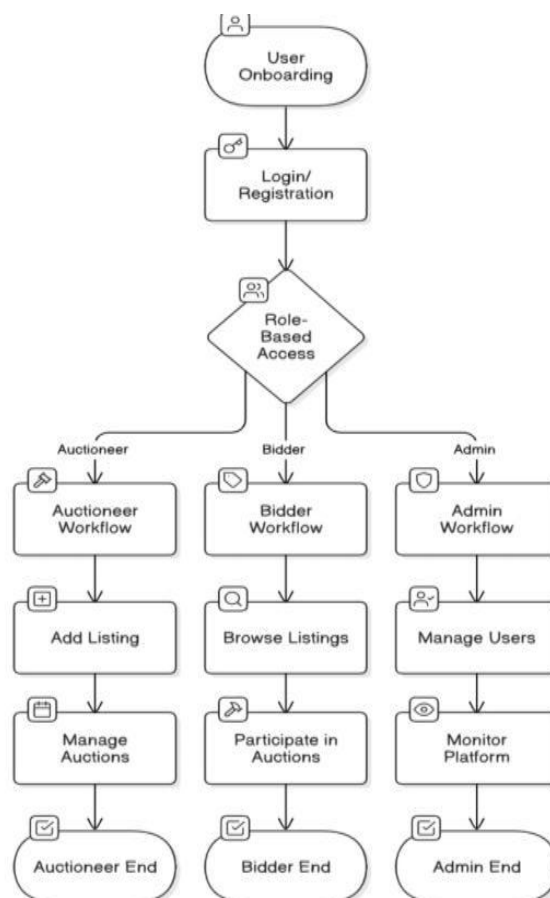 User
Onboarding
Login/
Registration
Role-
Based
Access
Auctioneer
Bidder
Admin
Auctioneer
Workflow
Bidder
Workflow
Admin
Workflow
Add Listing
Browse Listings
Manage Users
Manage
Auctions
Participate in
Auctions
Monitor
Platform
Auctioneer End
Bidder End
Admin End